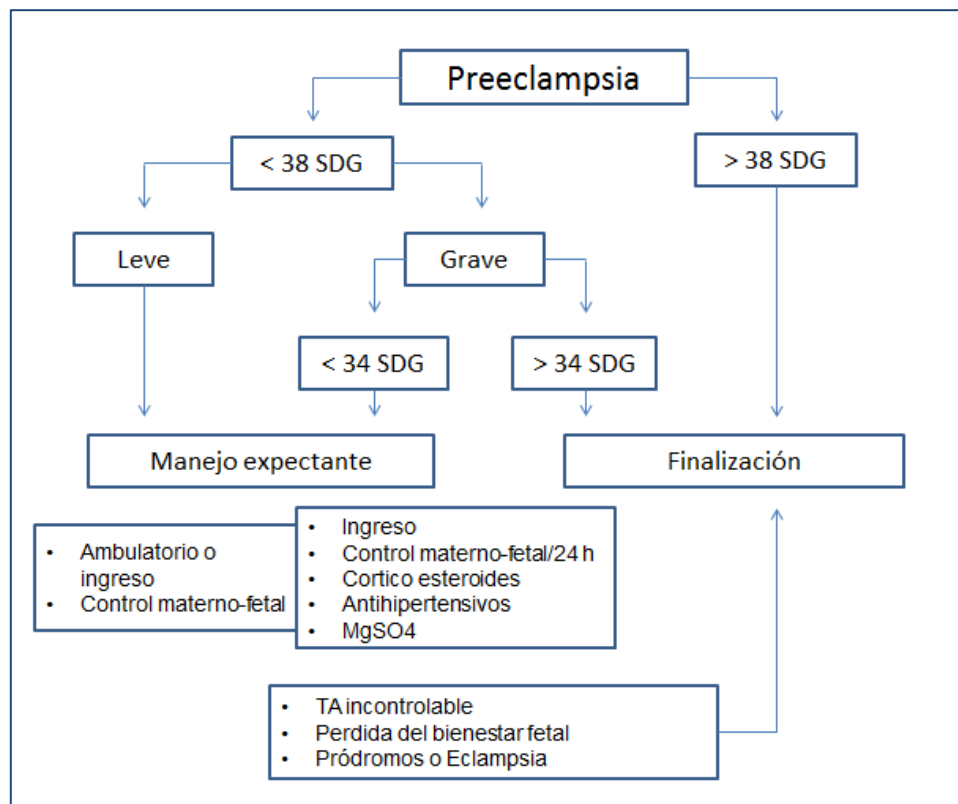 Preeclampsia
< 38 SDG
> 38 SDG
Leve
Grave
< 34 SDG
> 34 SDG
Manejo expectante
Finalización
• Ambulatorio o
ingreso
• Control materno-fetal
• Ingreso
• Control materno-fetal/24 h
• Cortico esteroides
• Antihipertensivos
• MgSO4
• TA incontrolable
• Perdida del bienestar fetal
• Pródromos o Eclampsia